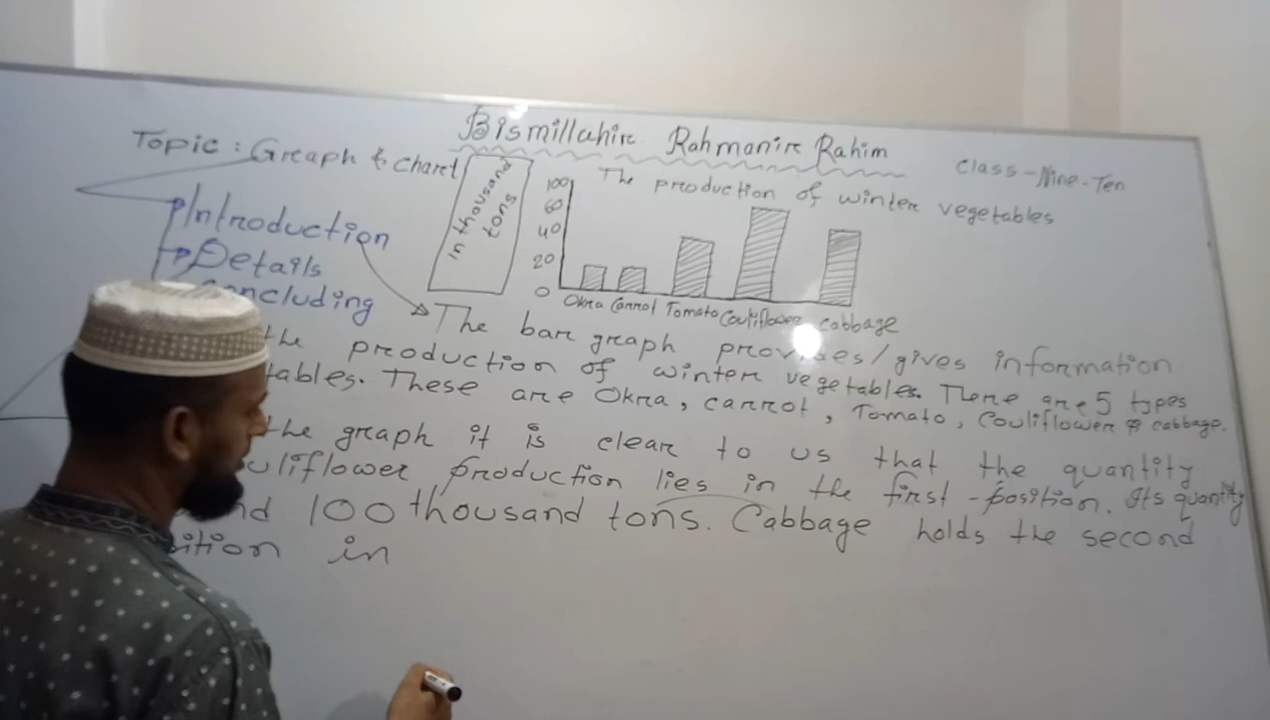 Bismillahir Rahmanir Rahim
Topic: Graph & chart
Class-Nine-Ten
Introduction
Details
concluding
in thousand
tons
The production of winter vegetables
100
60
40
20
0
Okra Carrol Tomato Couliflower cabbage
The bar graph provides/gives information
the production of winter vegetables. There are 5 types
tables. These are Okra, carrot, Tomato, Couliflower & cabbage.
the graph it is clear to us that the quantity
uliflower production lies in the first-position. Its quanity
nd 100 thousand tons. Cabbage holds the second
ition in